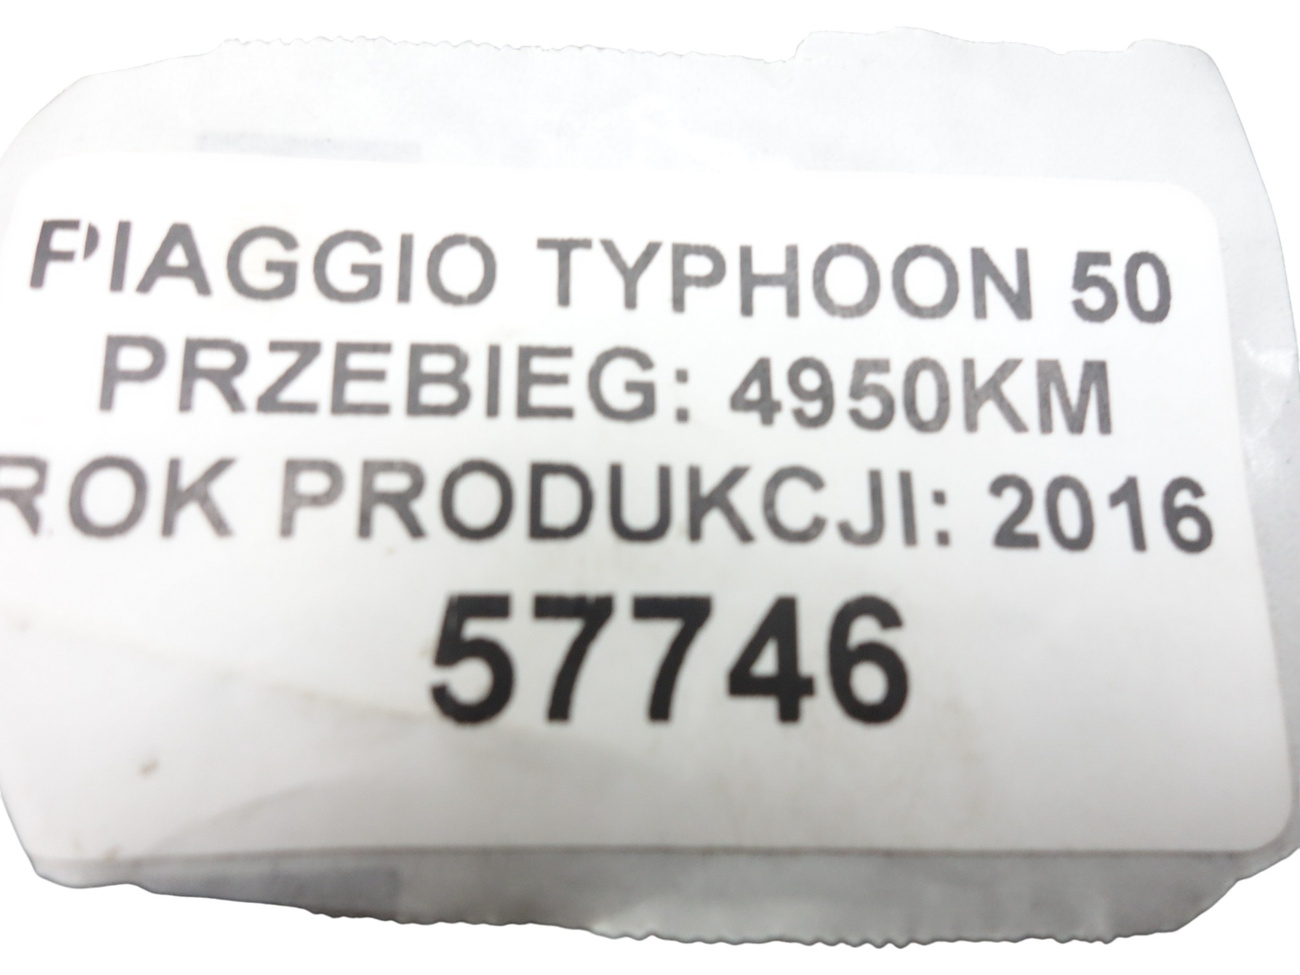 PIAGGIO TYPHOON 50
PRZEBIEG: 4950KM
ROK PRODUKCJI: 2016
57746